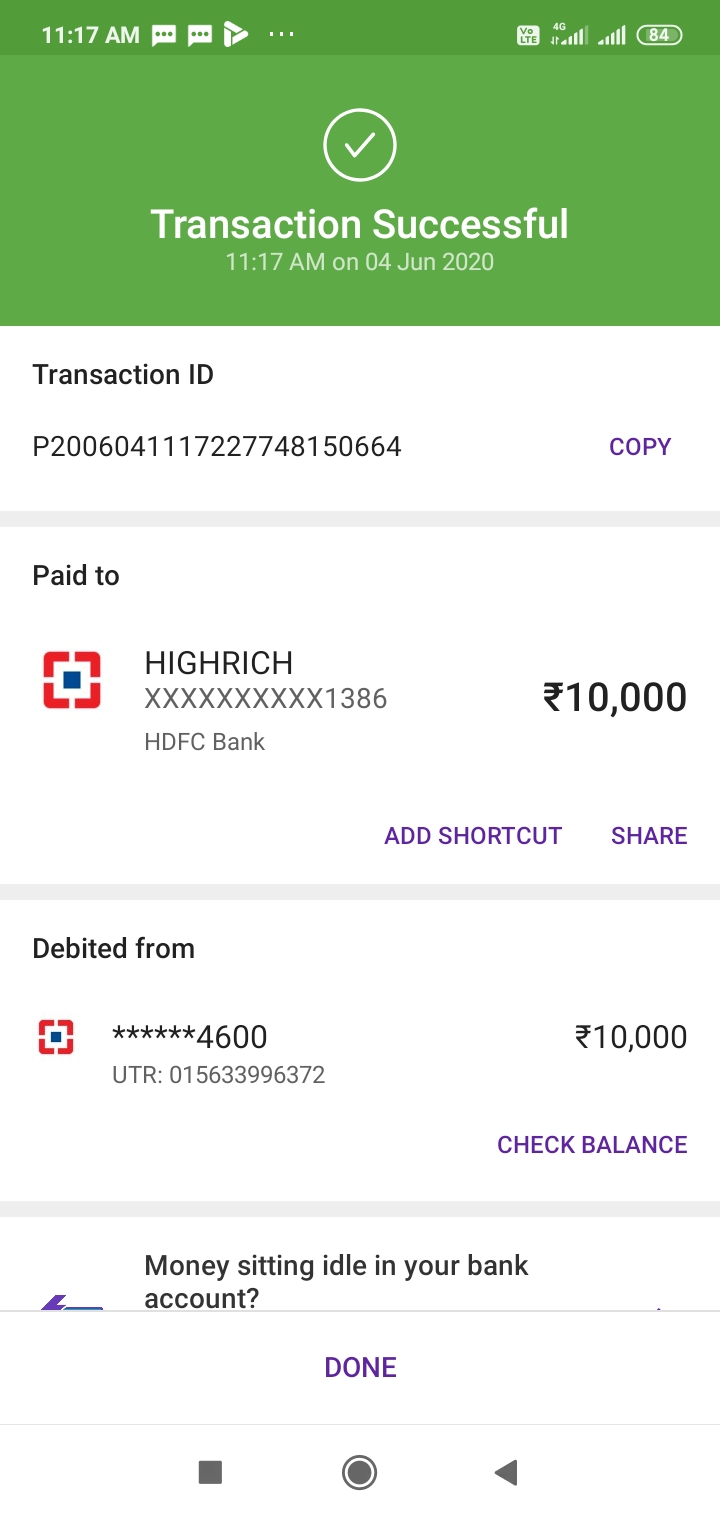 11:17 AM
Vo LTE 4G 84
Transaction Successful
11:17 AM on 04 Jun 2020
Transaction ID
P2006041117227748150664 COPY
Paid to
HIGHRICH
XXXXXXXXXX1386
₹10,000
HDFC Bank
ADD SHORTCUT SHARE
Debited from
******4600 ₹10,000
UTR: 015633996372
CHECK BALANCE
Money sitting idle in your bank
account?
DONE